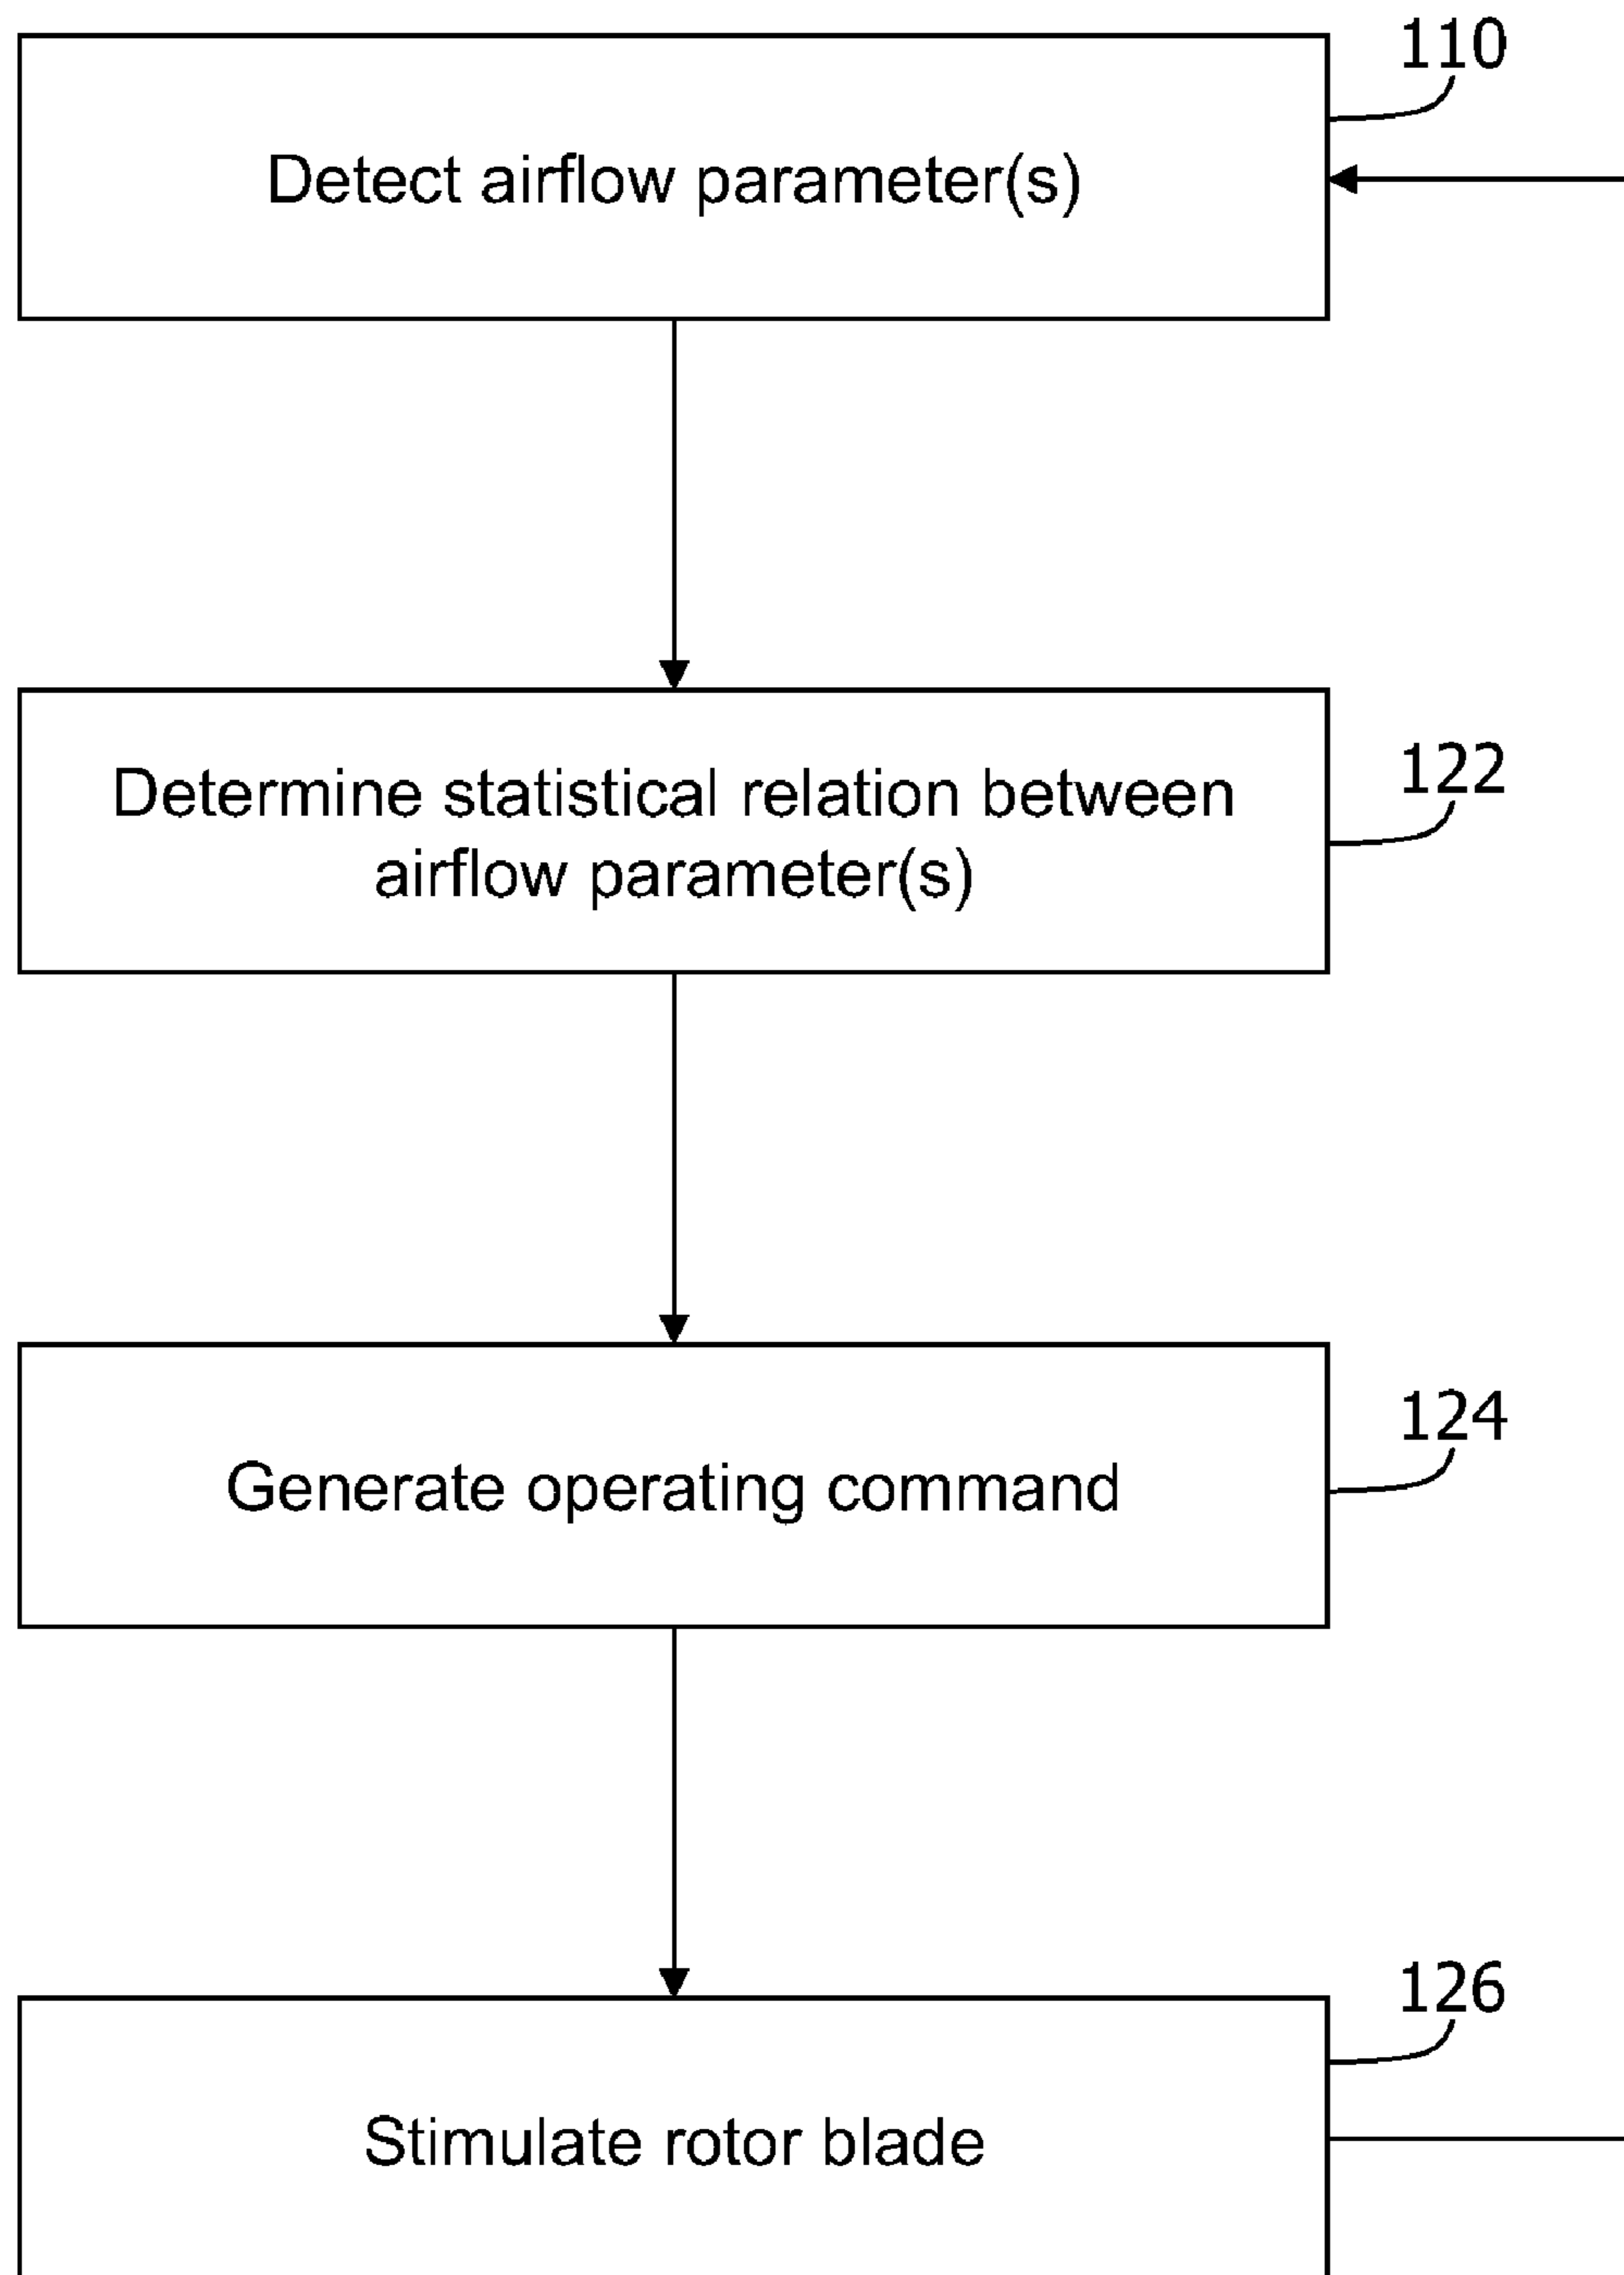 110
Detect airflow parameter(s)
122
Determine statistical relation between
airflow parameter(s)
124
Generate operating command
126
Stimulate rotor blade